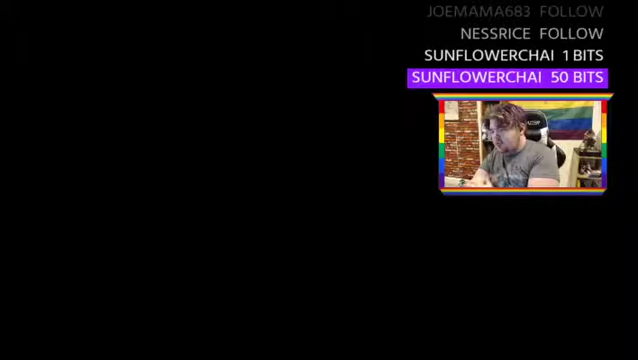 JOEMAMA683 FOLLOW
NESSRICE FOLLOW
SUNFLOWERCHAI 1 BITS
SUNFLOWERCHAI 50 BITS